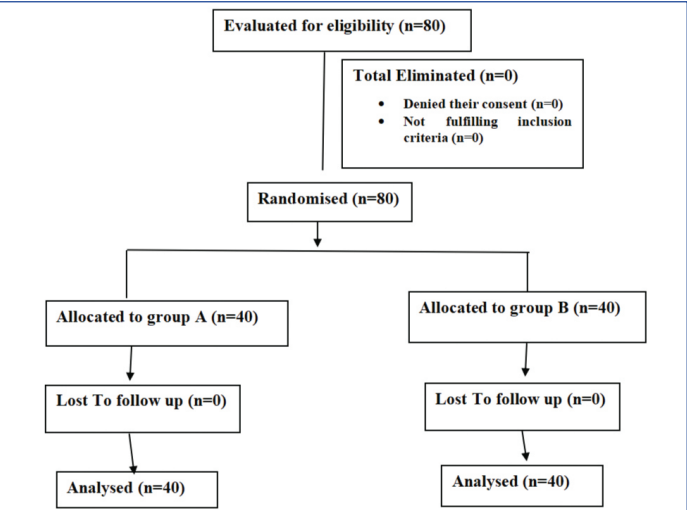 Evaluated for eligibility (n=80)
Total Eliminated (n=0)
• Denied their consent (n=0)
• Not fulfilling inclusion
criteria (n=0)
Randomised (n=80)
Allocated to group A (n=40)
Allocated to group B (n=40)
Lost To follow up (n=0)
Lost To follow up (n=0)
Analysed (n=40)
Analysed (n=40)